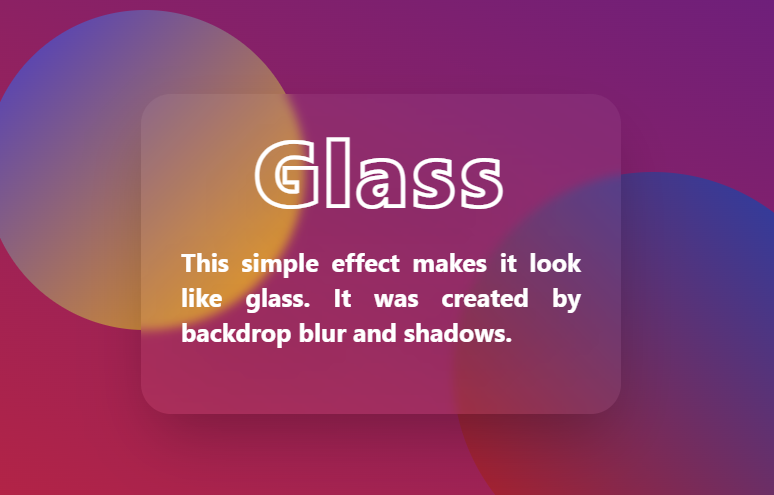 Glass
This simple effect makes it look
like glass. It was created by
backdrop blur and shadows.